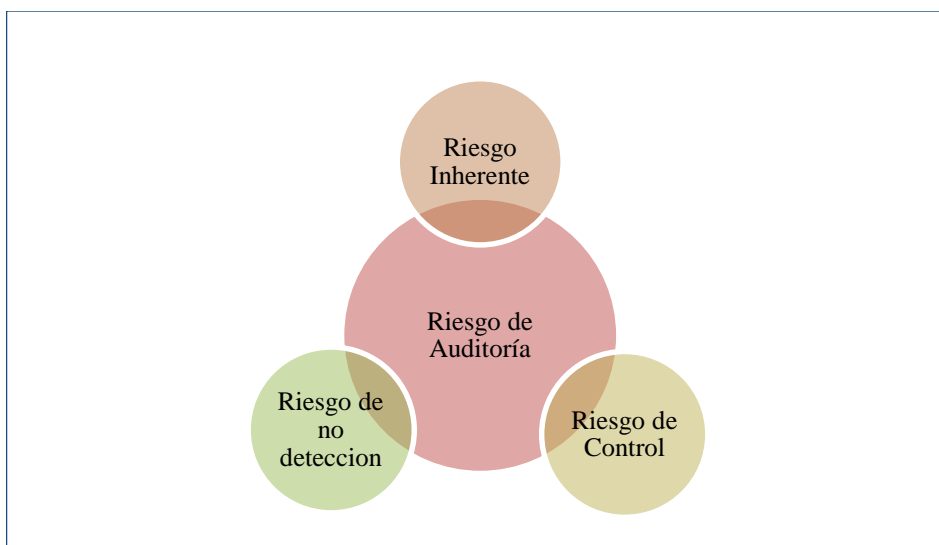 Riesgo
Inherente
Riesgo de
Auditoría
Riesgo de
no
deteccion
Riesgo de
Control